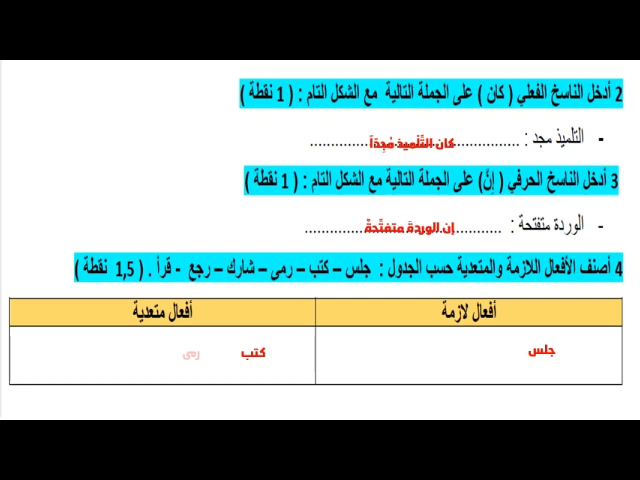 2 أدخل الناسخ الفعلي ( كان ) على الجملة التالية مع الشكل التام : ( 1 نقطة )
- التلميذ مجد : ......كان التِّلْميذ مُجِدّاً......
3 أدخل الناسخ الحرفي ( إنَّ) على الجملة التالية مع الشكل التام : ( 1 نقطة )
- الوردة متفتحة : ......إن الوردةَ متفتّحةٌ......
4 أصنف الأفعال اللازمة والمتعدية حسب الجدول : جلس – كتب – رمى – شارك – رجع - قرأ . ( 1,5 نقطة )
أفعال لازمة أفعال متعدية
جلس كتب رمى